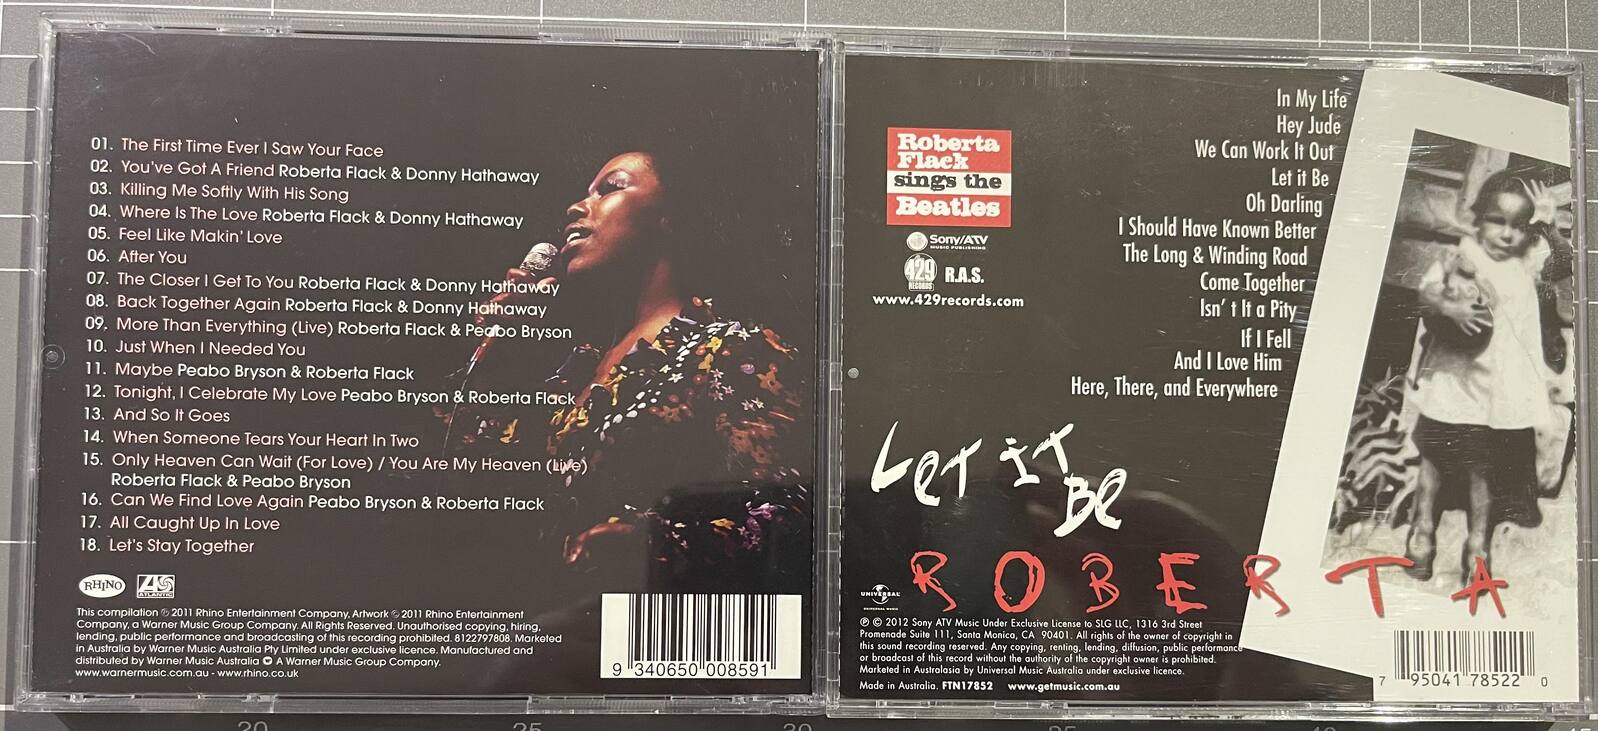 01. The First Time Ever I Saw Your Face
02. You've Got A Friend Roberta Flack & Donny Hathaway
03. Killing Me Softly With His Song
04. Where Is The Love Roberta Flack & Donny Hathaway
05. Feel Like Makin' Love
06. After You
07. The Closer I Get To You Roberta Flack & Donny Hathaway
08. Back Together Again Roberta Flack & Donny Hathaway
09. More Than Everything (Live) Roberta Flack & Peabo Bryson
10. Just When I Needed You
11. Maybe Peabo Bryson & Roberta Flack
12. Tonight, I Celebrate My Love Peabo Bryson & Roberta Flack
13. And So It Goes
14. When Someone Tears Your Heart In Two
15. Only Heaven Can Wait (For Love) / You Are My Heaven (Live)
Roberta Flack & Peabo Bryson
16. Can We Find Love Again Peabo Bryson & Roberta Flack
17. All Caught Up In Love
18. Let's Stay Together
RHINO
ATLANTIC
This compilation ℗ 2011 Rhino Entertainment Company, Artwork © 2011 Rhino Entertainment
Company, a Warner Music Group Company. All Rights Reserved. Unauthorised copying, hiring,
lending, public performance and broadcasting of this recording prohibited. 8122797808. Marketed
in Australia by Warner Music Australia Pty Limited under exclusive licence. Manufactured and
distributed by Warner Music Australia A Warner Music Group Company.
www.warnermusic.com.au - www.rhino.co.uk
9 340650 008591
In My Life
Hey Jude
We Can Work It Out
Let it Be
Oh Darling
I Should Have Known Better
The Long & Winding Road
Come Together
Isn' t It a Pity
If I Fell
And I Love Him
Here, There, and Everywhere
Roberta
Flack
sings the
Beatles
Sony/ATV
MUSIC PUBLISHING
429
RECORDS
R.A.S.
www.429records.com
Let it
Be
ROBERTA
UNIVERSAL
UNIVERSAL MUSIC
℗ © 2012 Sony ATV Music Under Exclusive License to SLG LLC, 1316 3rd Street
Promenade Suite 111, Santa Monica, CA 90401. All rights of the owner of copyright in
this sound recording reserved. Any copying, renting, lending, diffusion, public performance
or broadcast of this record without the authority of the copyright owner is prohibited.
Marketed in Australasia by Universal Music Australia under exclusive licence.
Made in Australia. FTN17852 www.getmusic.com.au
7 95041 78522 0
20
25
30
35
40
45